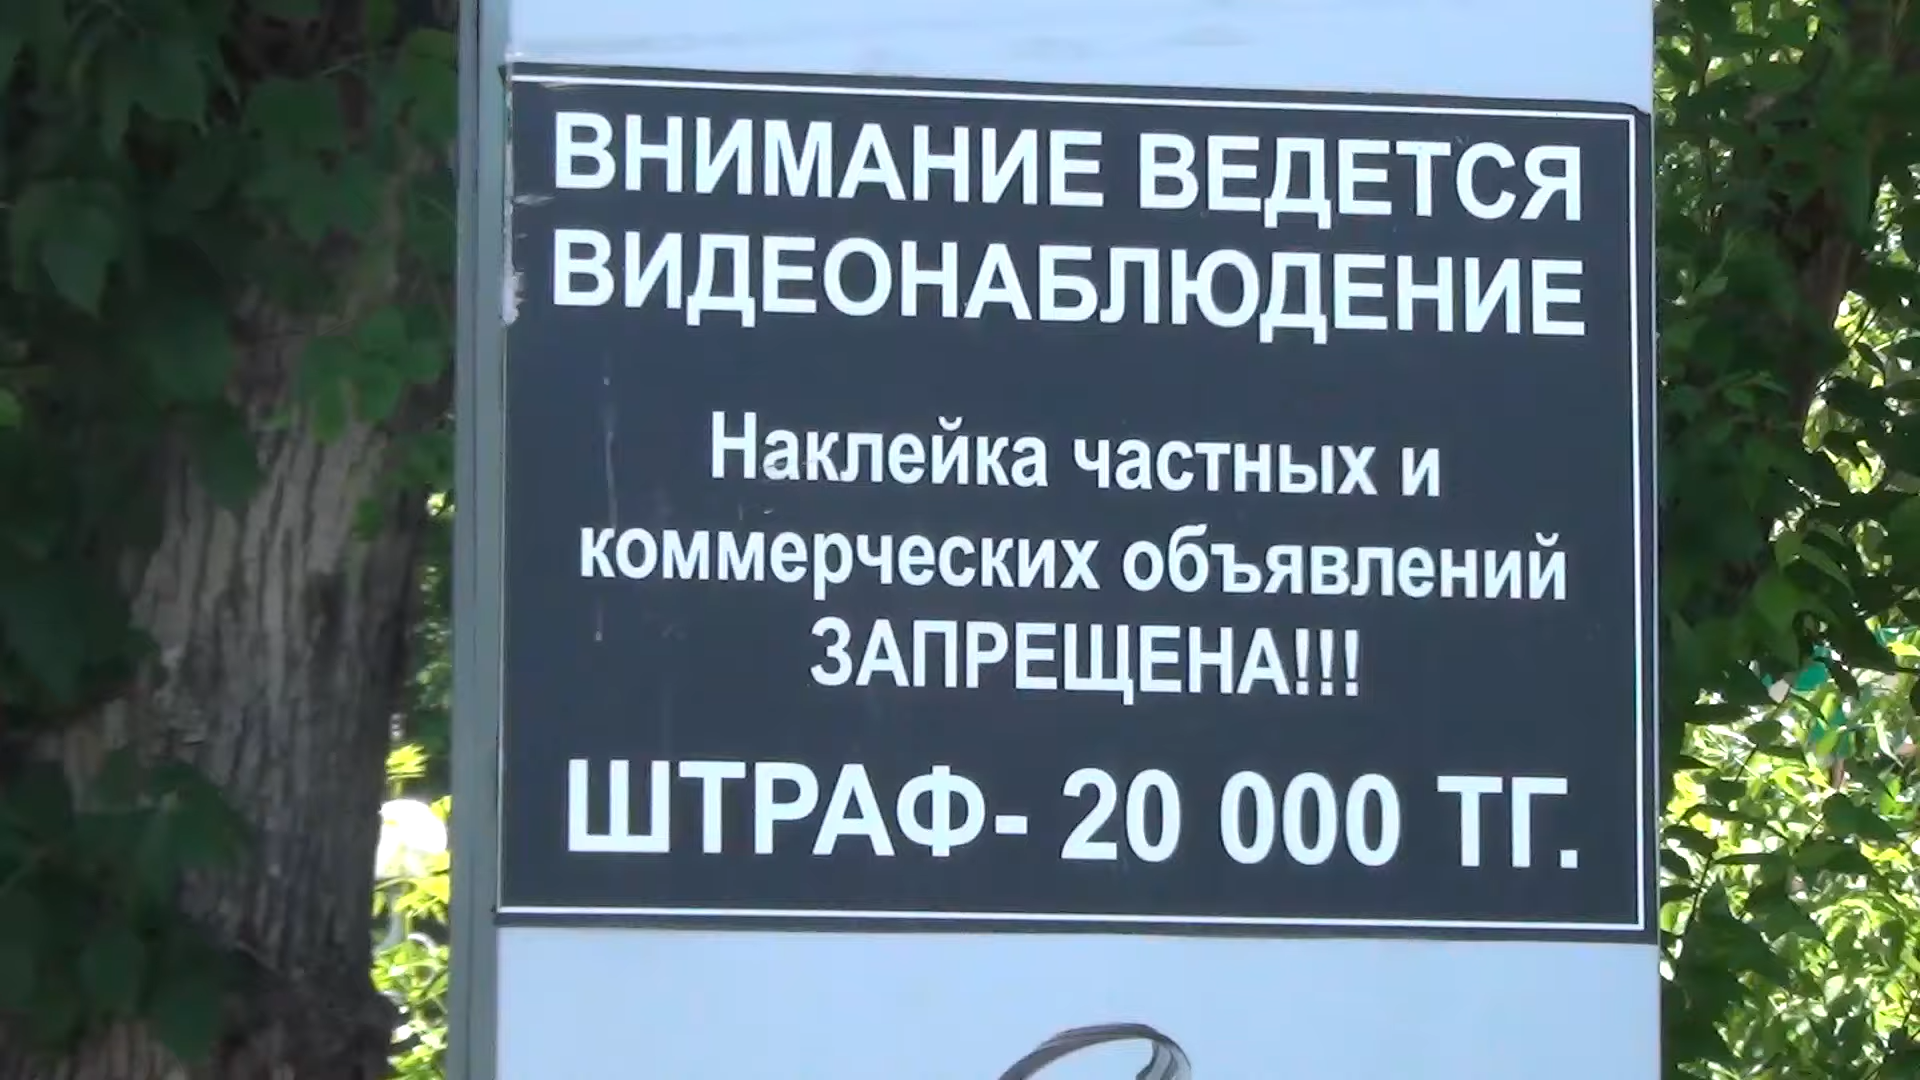 ВНИМАНИЕ ВЕДЕТСЯ
ВИДЕОНАБЛЮДЕНИЕ
Наклейка частных и
коммерческих объявлений
ЗАПРЕЩЕНА!!!
ШТРАФ- 20 000 ТГ.